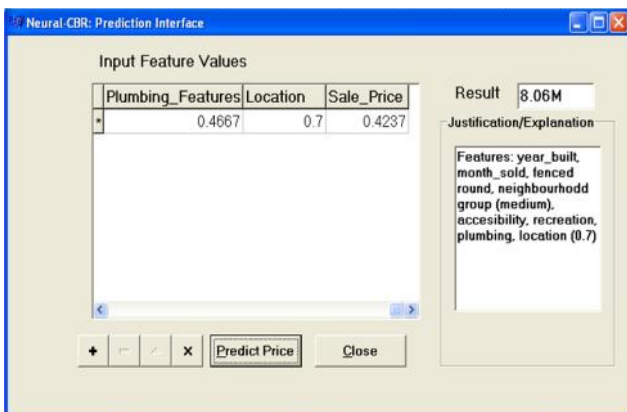 Neural-CBR: Prediction Interface
Input Feature Values
Plumbing_Features Location Sale_Price
* 0.4667 0.7 0.4237
Result 8.06M
Justification/Explanation
Features: year_built,
month_sold, fenced
round, neighbourhodd
group (medium),
accesibility, recreation,
plumbing, location (0.7)
Predict Price Close